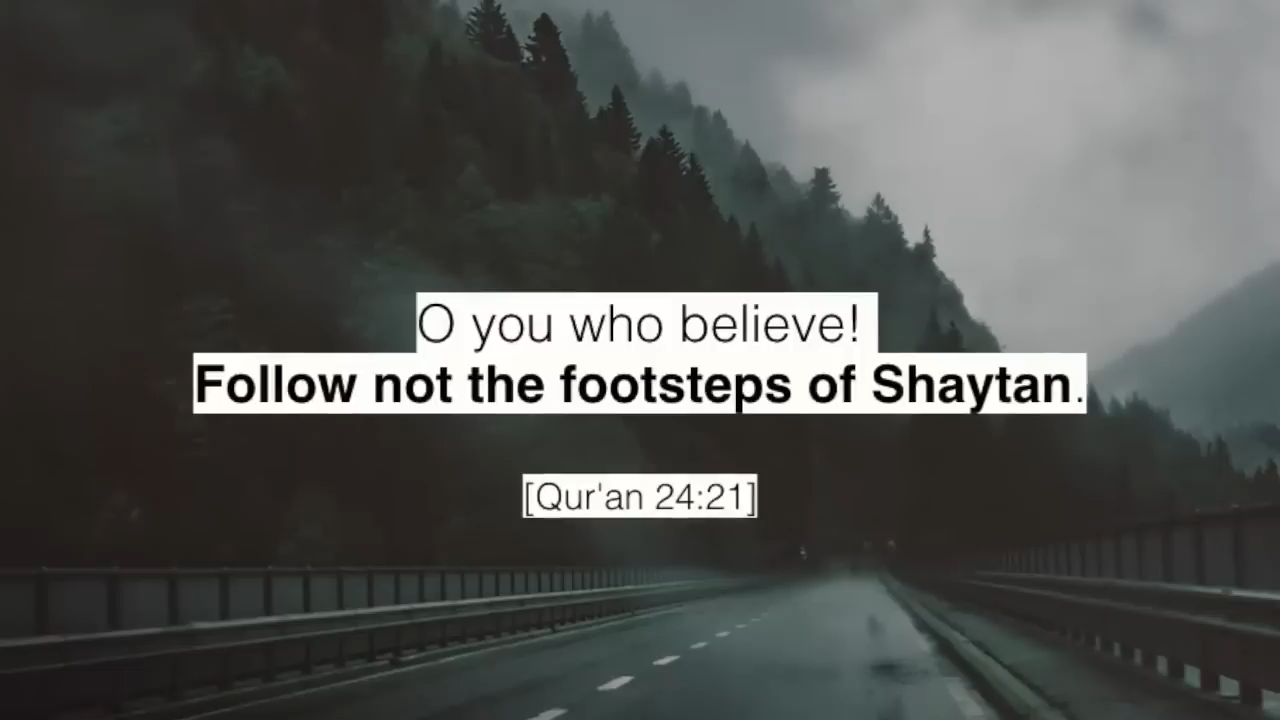 O you who believe!
Follow not the footsteps of Shaytan.
[Qur'an 24:21]